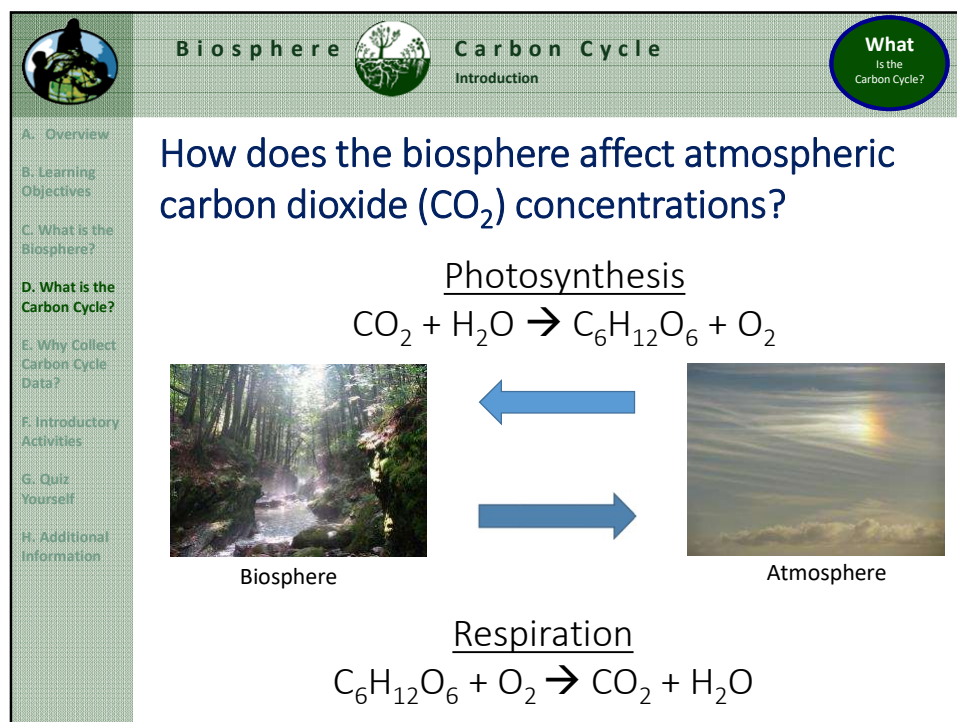 Biosphere
Carbon Cycle
Introduction
What
Is the
Carbon Cycle?
A. Overview
B. Learning
Objectives
C. What is the
Biosphere?
D. What is the
Carbon Cycle?
E. Why Collect
Carbon Cycle
Data?
F. Introductory
Activities
G. Quiz
Yourself
H. Additional
Information
How does the biosphere affect atmospheric
carbon dioxide (CO₂) concentrations?
Photosynthesis
CO₂ + H₂O → C₆H₁₂O₆ + O₂
Biosphere
Atmosphere
Respiration
C₆H₁₂O₆ + O₂ → CO₂ + H₂O